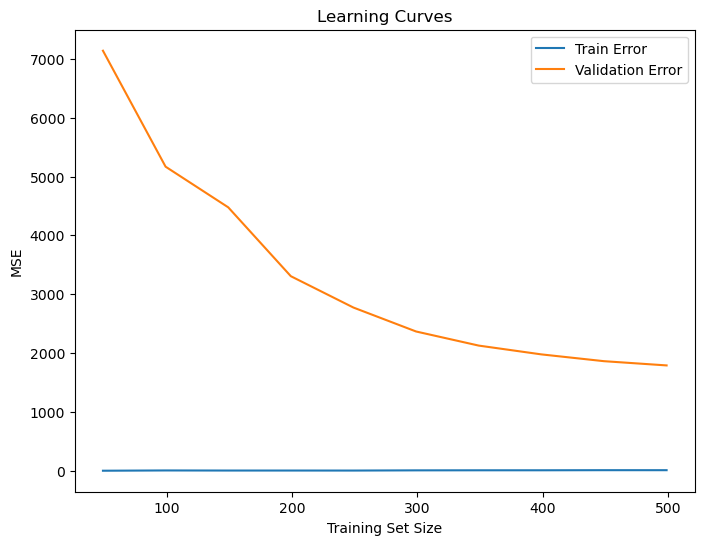 Learning Curves
Train Error
Validation Error
7000
6000
5000
4000
3000
2000
1000
0
MSE
100 200 300 400 500
Training Set Size